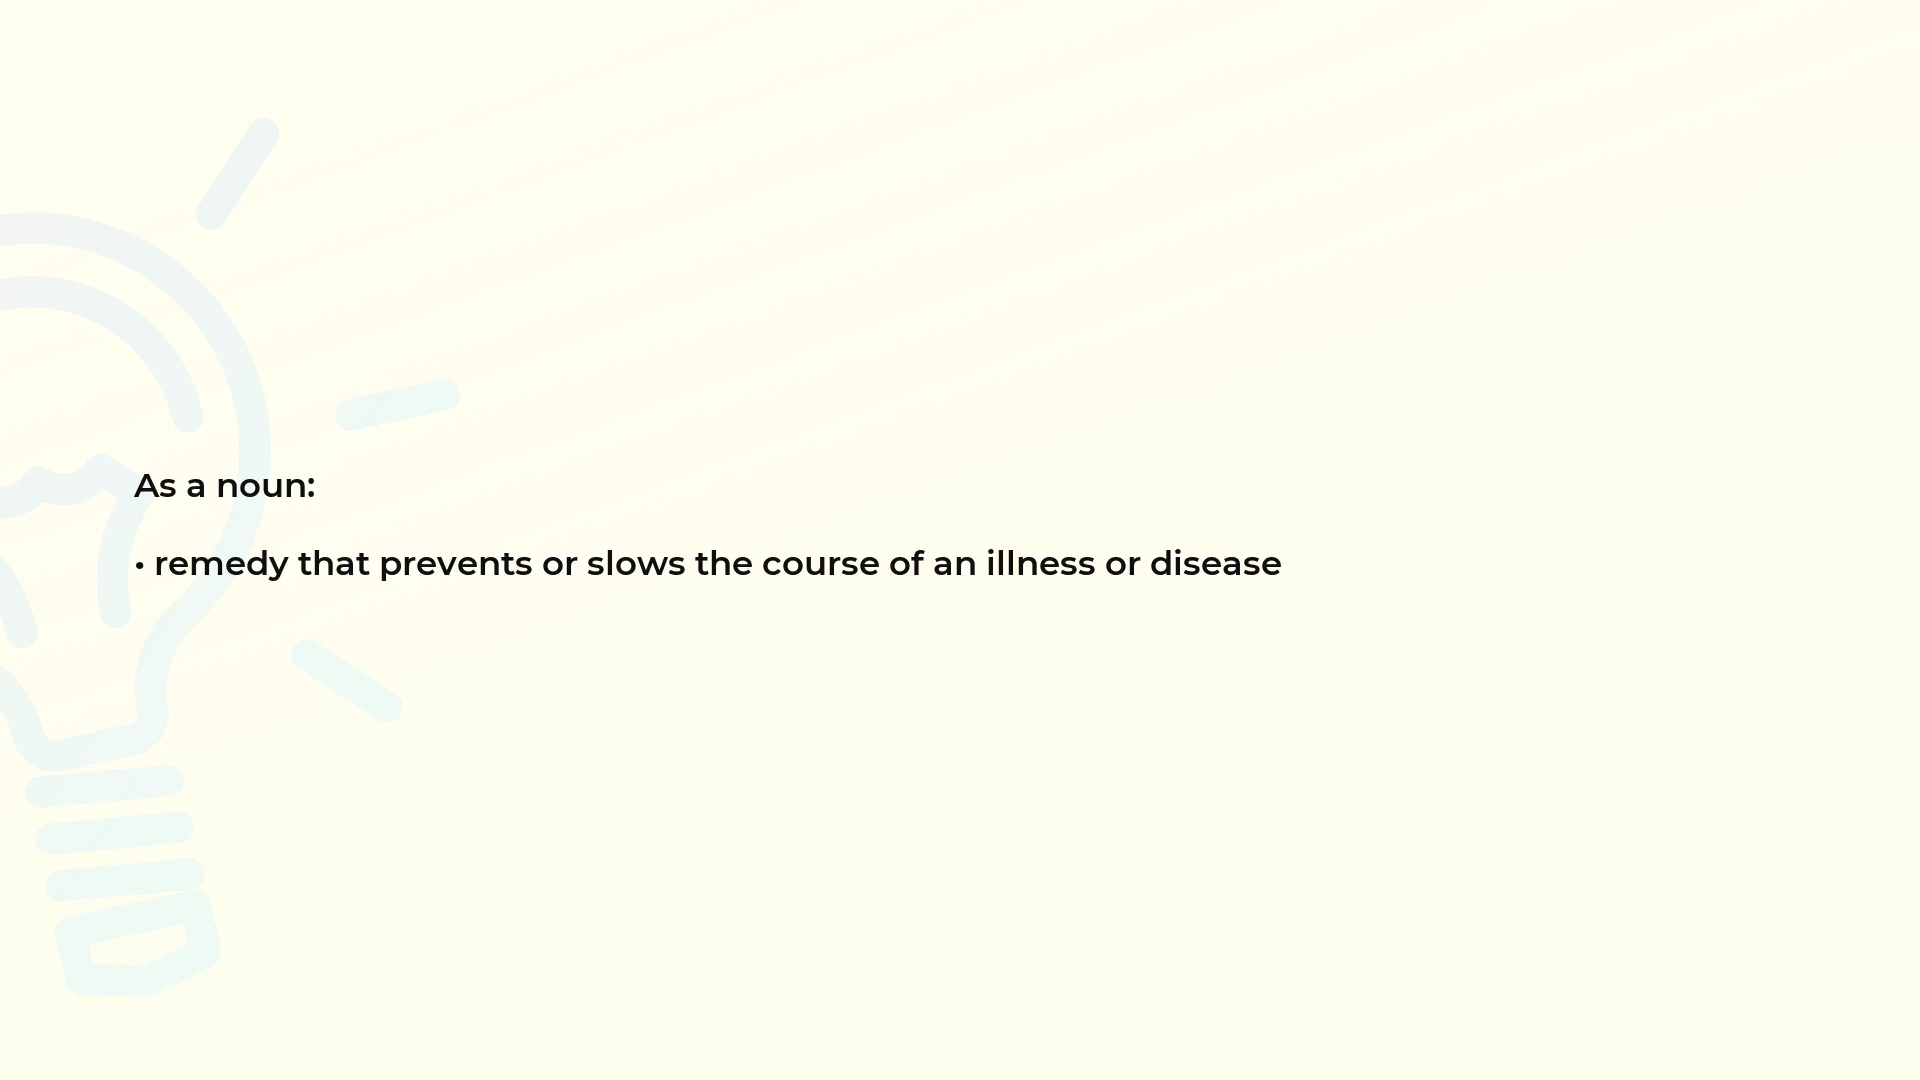 As a noun:
• remedy that prevents or slows the course of an illness or disease